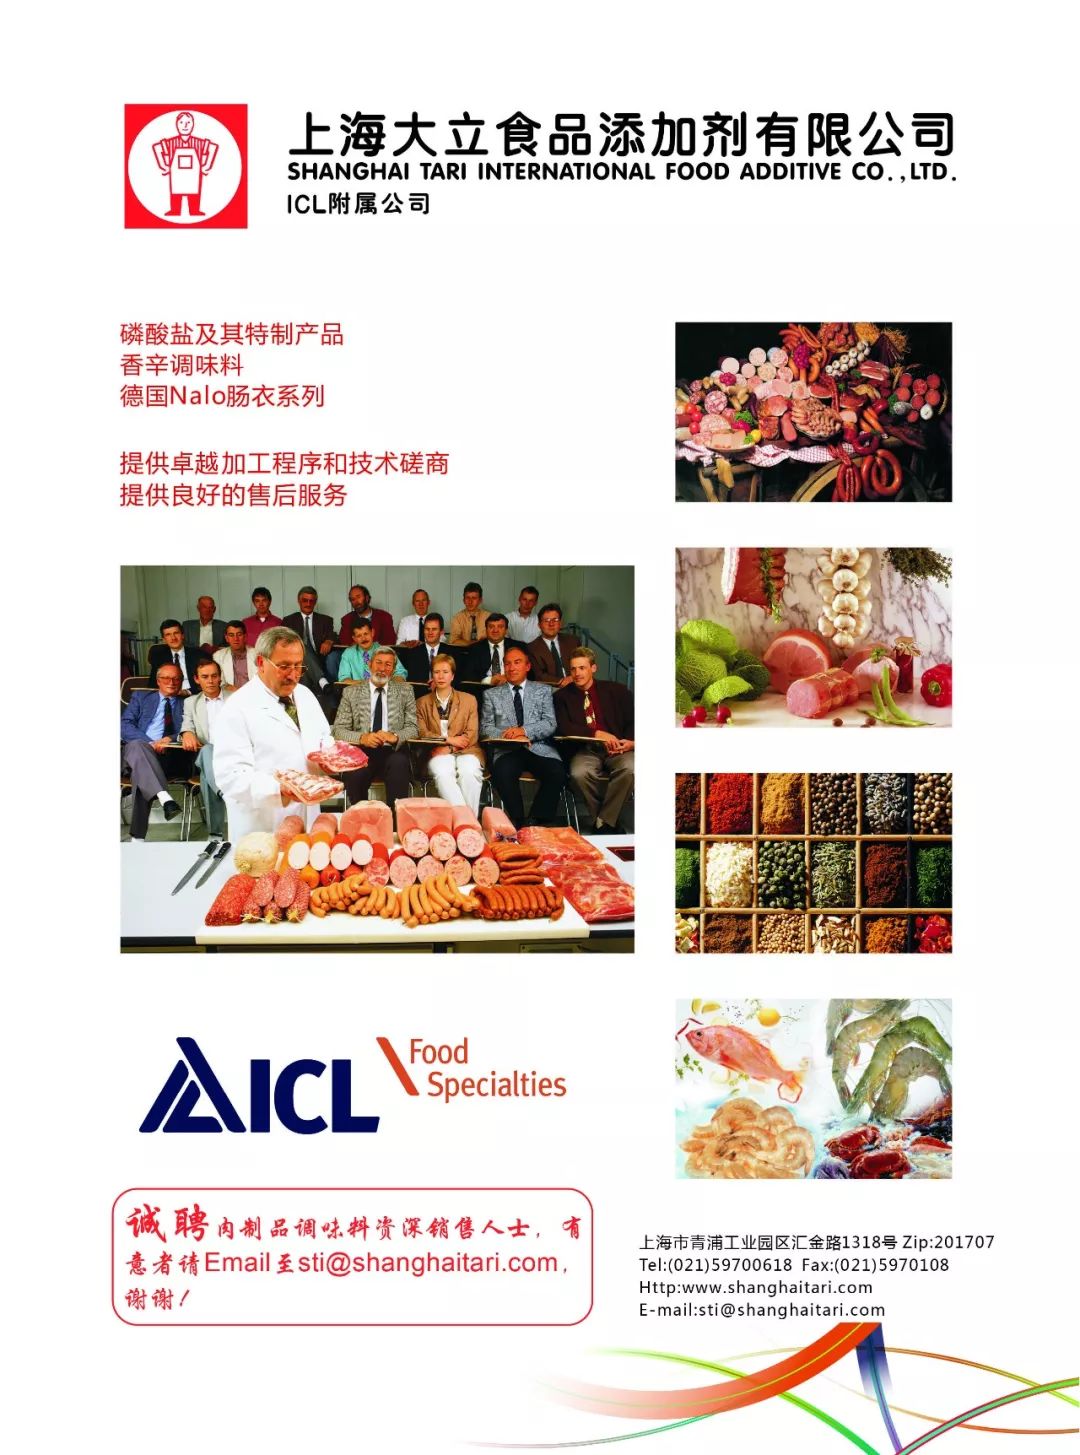 上海大立食品添加剂有限公司
SHANGHAI TARI INTERNATIONAL FOOD ADDITIVE CO.,LTD.
ICL附属公司
磷酸盐及其特制产品
香辛调味料
德国Nalo肠衣系列
提供卓越加工程序和技术磋商
提供良好的售后服务
ICL
Food
Specialties
诚聘肉制品调味料资深销售人士，有
意者请Email至sti@shanghaitari.com，
谢谢！
上海市青浦工业园区汇金路1318号 Zip:201707
Tel:(021)59700618 Fax:(021)5970108
Http:www.shanghaitari.com
E-mail:sti@shanghaitari.com